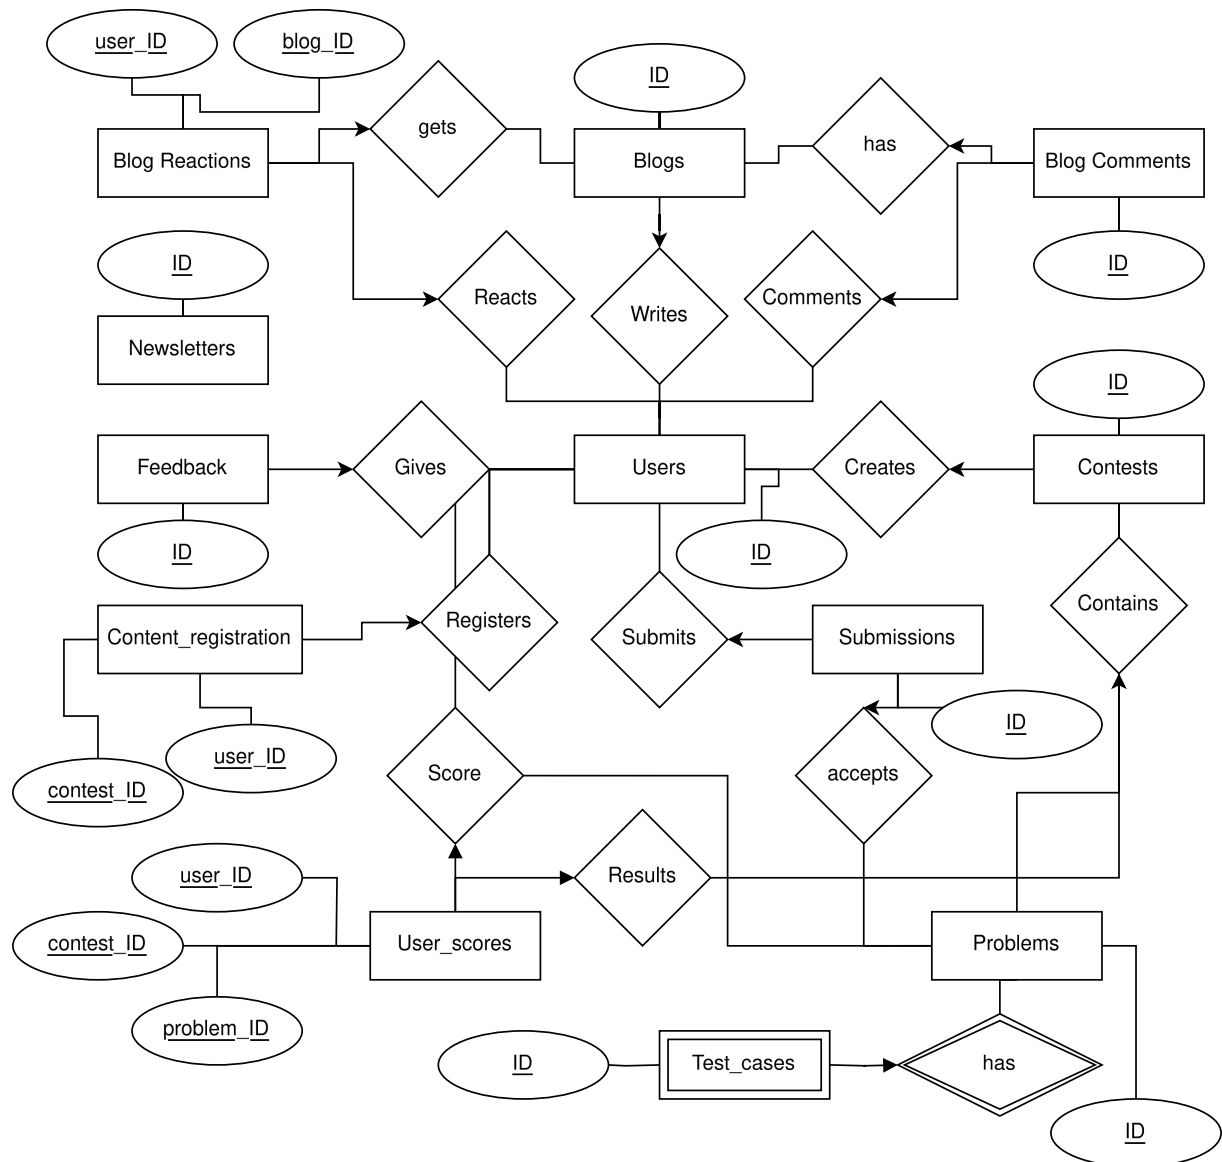 user_ID
blog_ID
ID
gets
has
Blog Reactions
Blogs
Blog Comments
ID
ID
Reacts
Writes
Comments
Newsletters
ID
Feedback
Gives
Users
Creates
Contests
ID
ID
Contains
Content_registration
Registers
Submits
Submissions
ID
user_ID
contest_ID
Score
accepts
user_ID
Results
contest_ID
User_scores
Problems
problem_ID
ID
Test_cases
has
ID